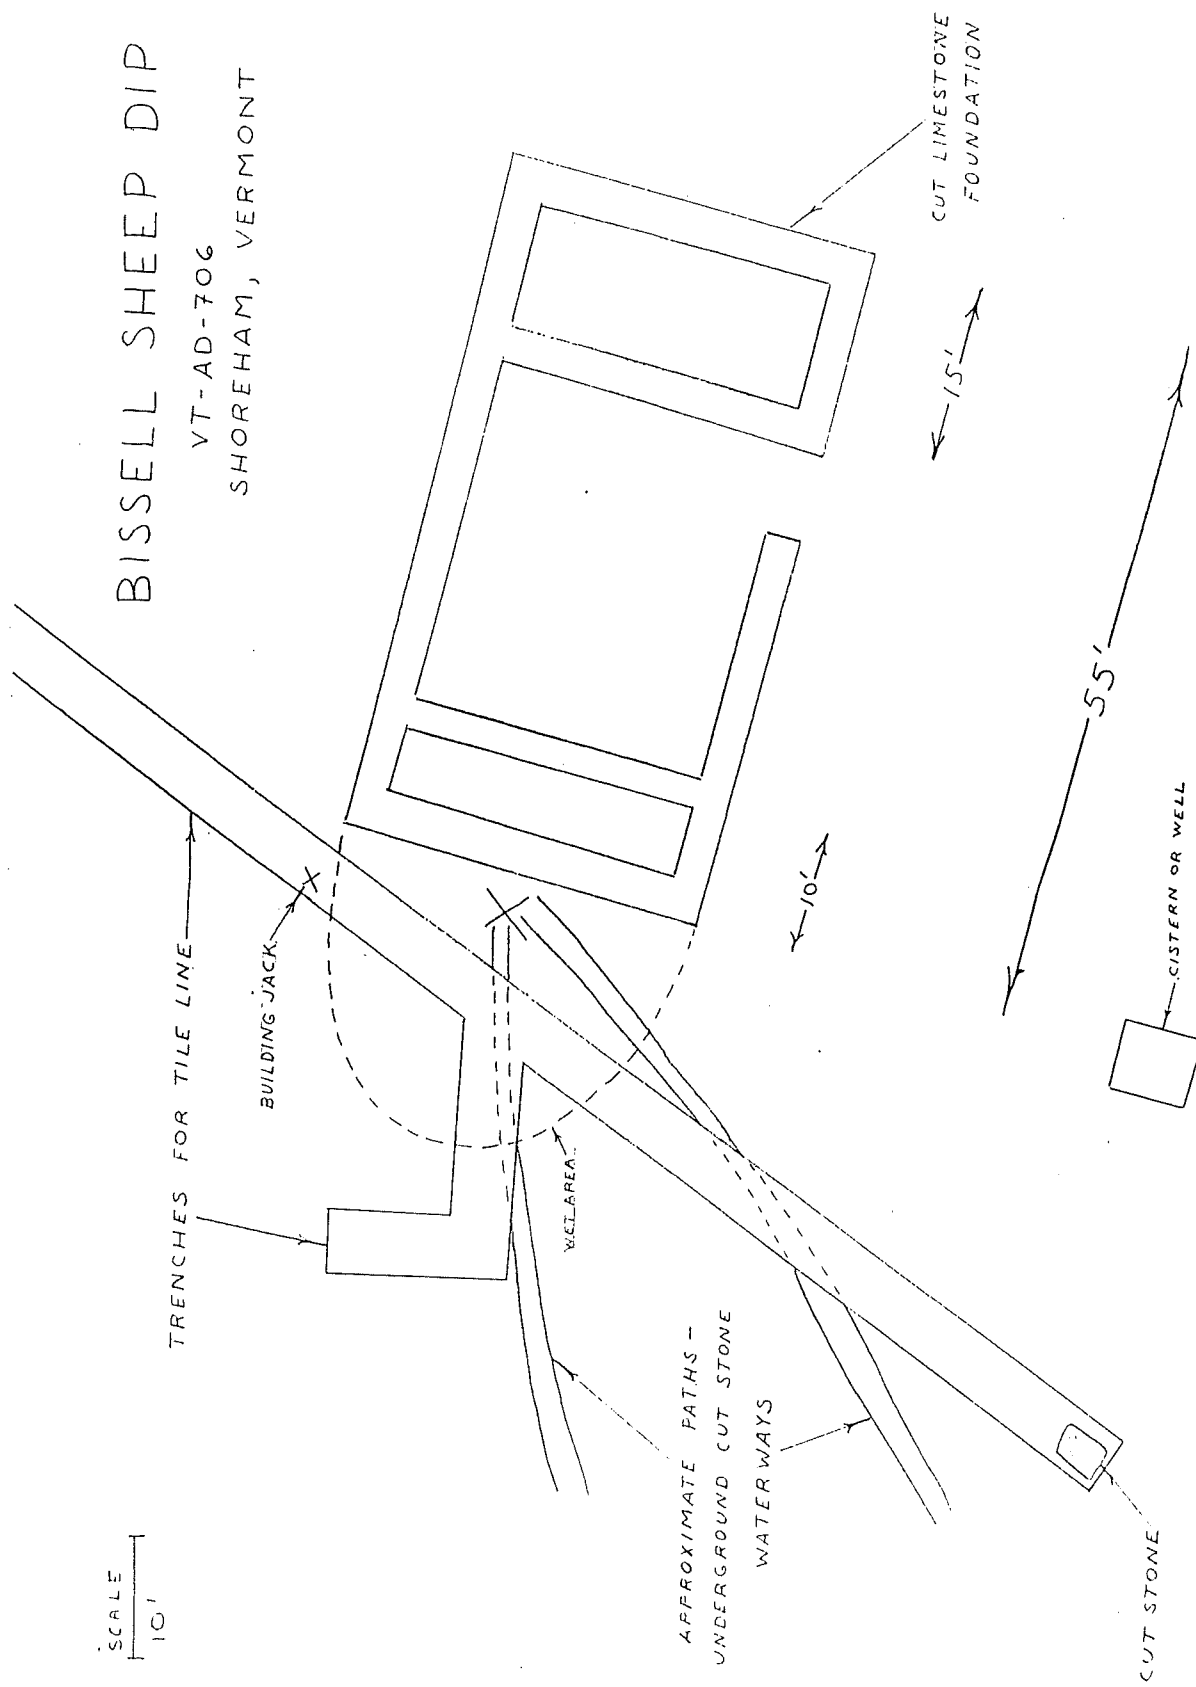 BISSELL SHEEP DIP
VT-AD-706
SHOREHAM, VERMONT
SCALE
10'
TRENCHES FOR TILE LINE
BUILDING JACK
WET AREA
CUT LIMESTONE
FOUNDATION
15'
10'
55'
CISTERN OR WELL
APPROXIMATE PATHS -
UNDERGROUND CUT STONE
WATERWAYS
CUT STONE